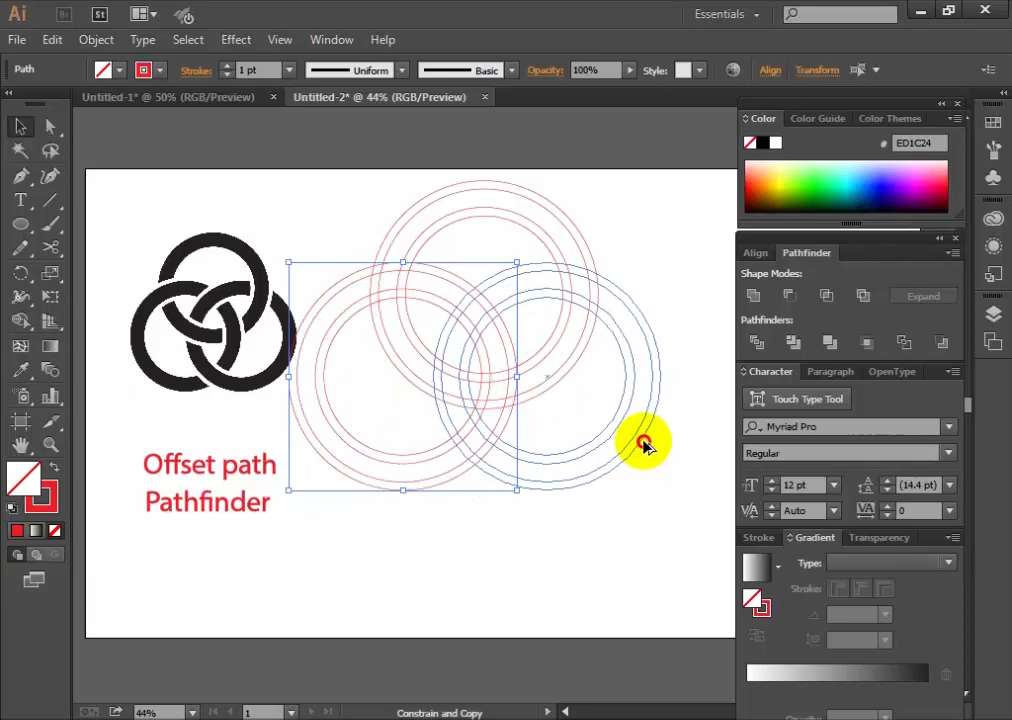 Ai
Br
St
Essentials
File Edit Object Type Select Effect View Window Help
Path
Stroke: 1 pt Uniform Basic Opacity: 100% Style: Align Transform
Untitled-1* @ 50% (RGB/Preview) × Untitled-2* @ 44% (RGB/Preview) ×
Color Color Guide Color Themes
# ED1C24
Align Pathfinder
Shape Modes:
Expand
Pathfinders:
Character Paragraph OpenType
Touch Type Tool
Myriad Pro
Regular
12 pt (14.4 pt)
Auto 0
Stroke Gradient Transparency
Type:
Stroke:
Offset path
Pathfinder
44% 1 Constrain and Copy